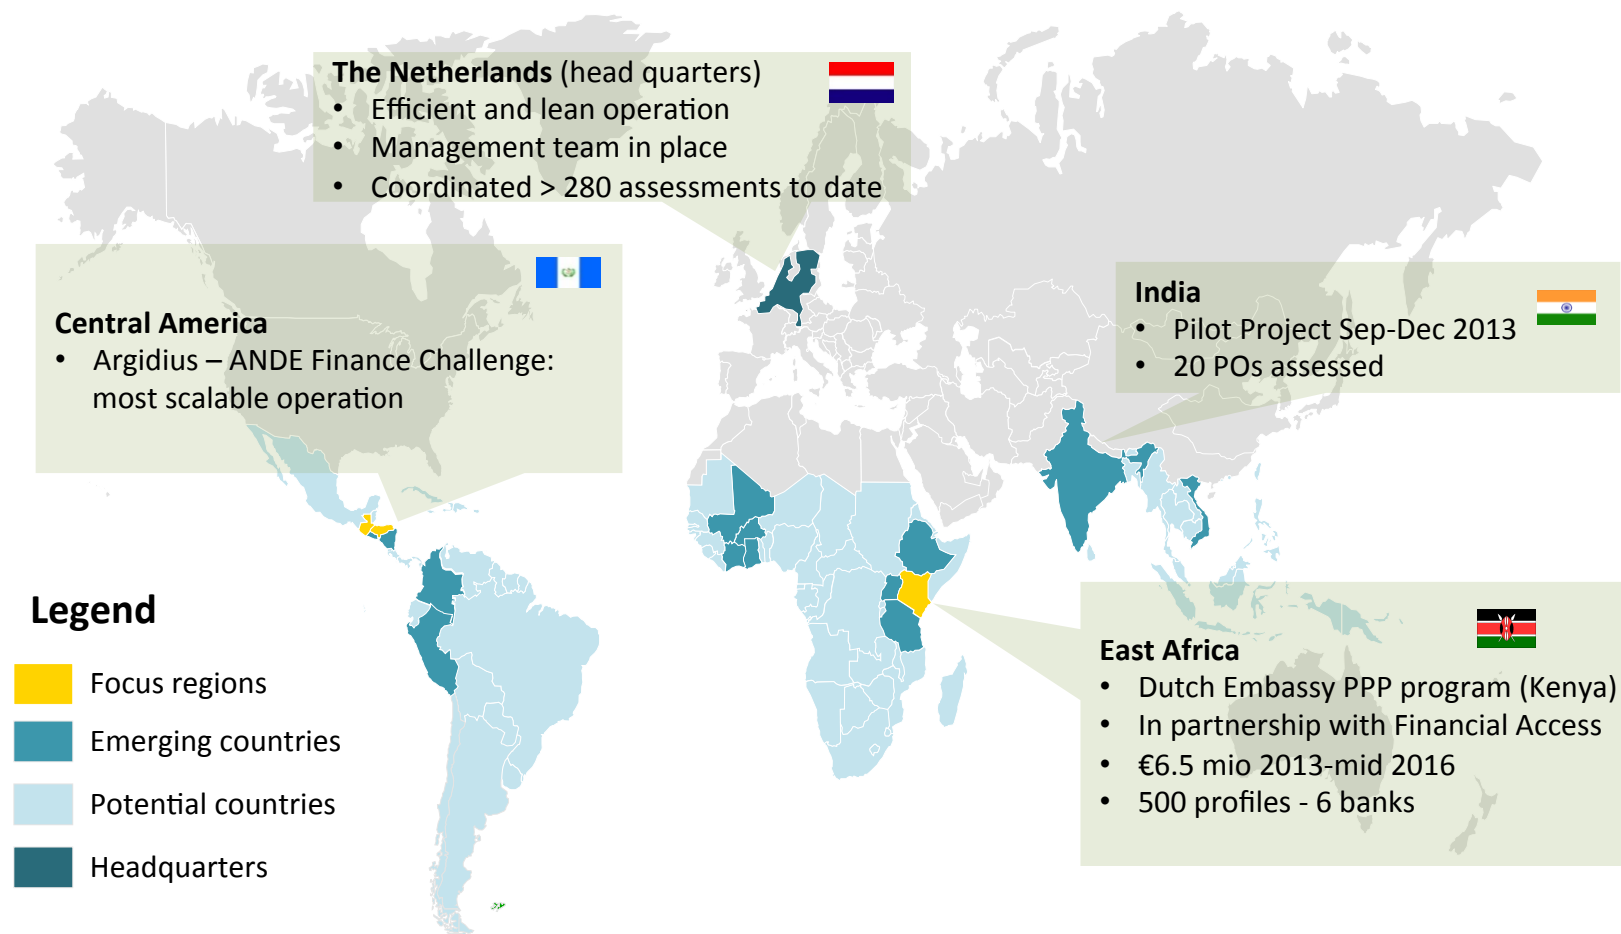 The Netherlands (head quarters)
• Efficient and lean operation
• Management team in place
• Coordinated > 280 assessments to date
Central America
• Argidius – ANDE Finance Challenge:
most scalable operation
India
• Pilot Project Sep-Dec 2013
• 20 POs assessed
East Africa
• Dutch Embassy PPP program (Kenya)
• In partnership with Financial Access
• €6.5 mio 2013-mid 2016
• 500 profiles - 6 banks
Legend
Focus regions
Emerging countries
Potential countries
Headquarters